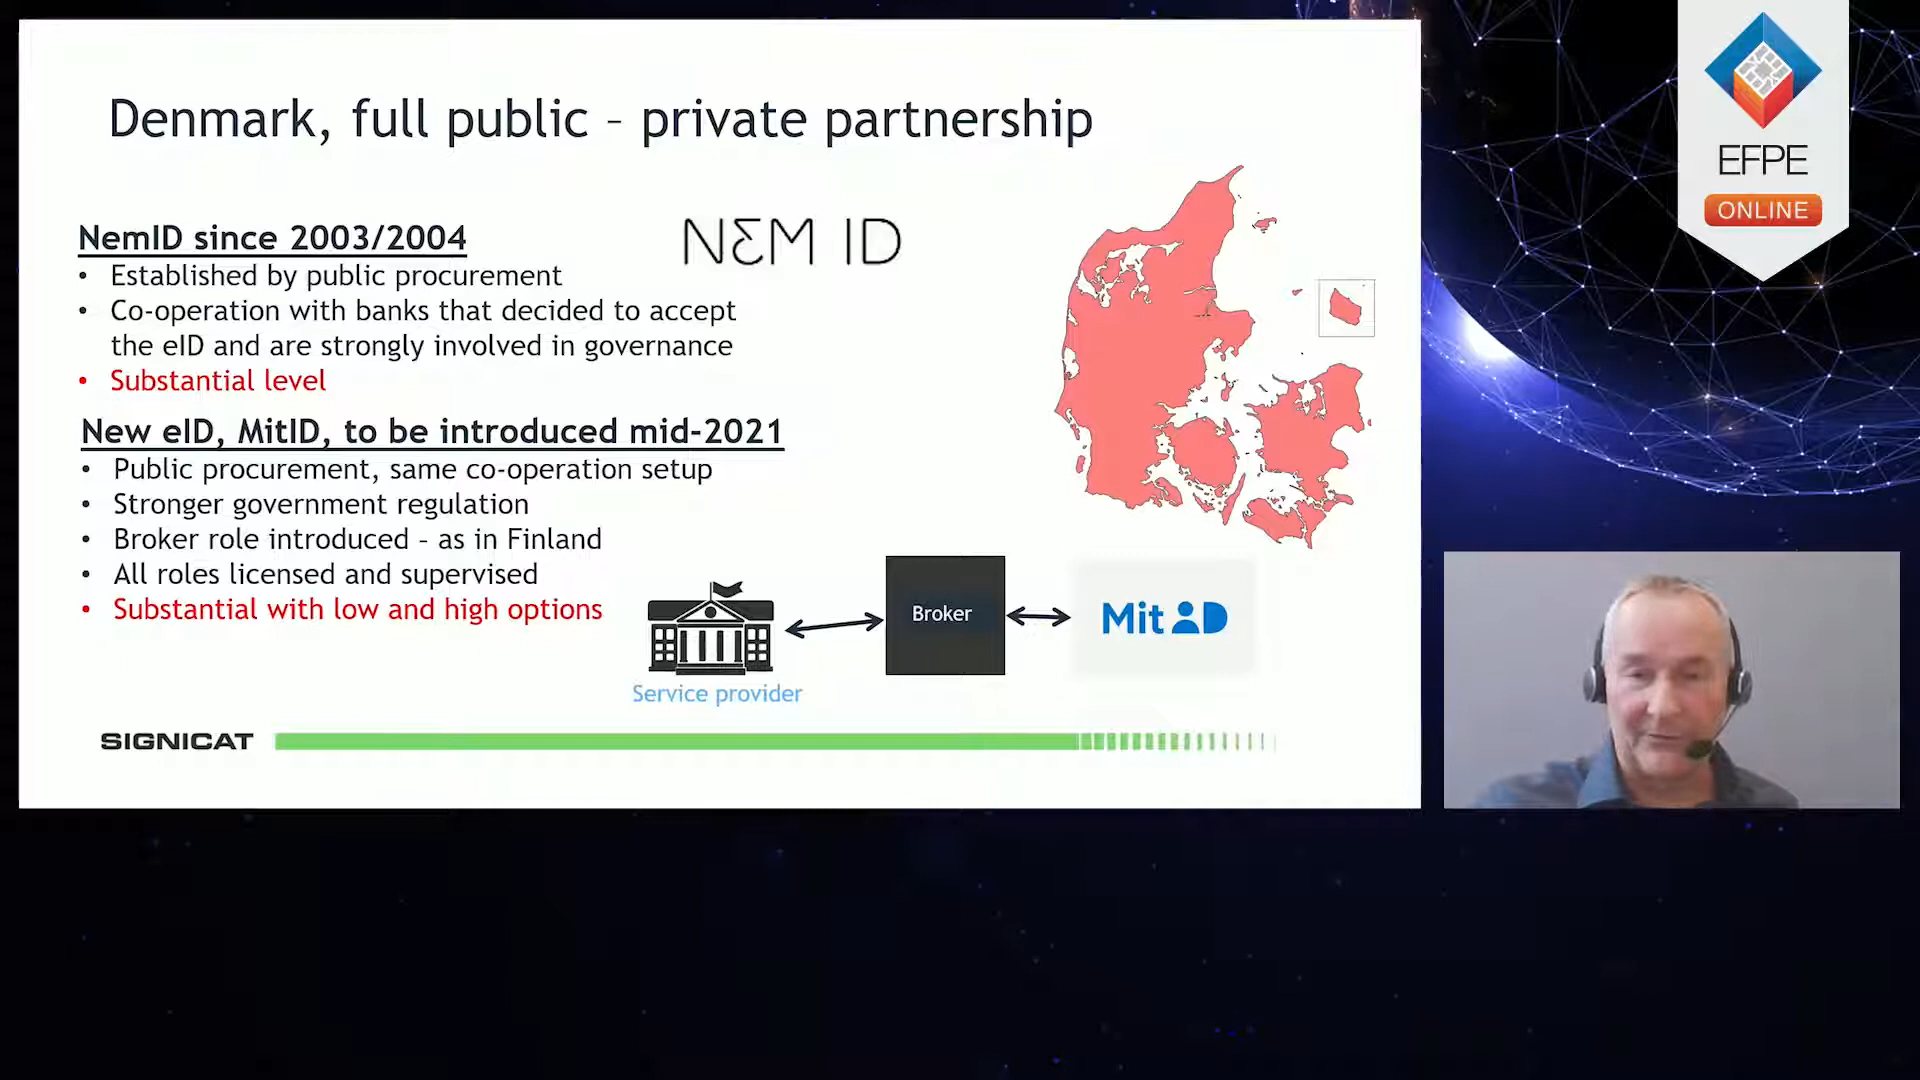 Denmark, full public – private partnership
NemID since 2003/2004
• Established by public procurement
• Co-operation with banks that decided to accept
the eID and are strongly involved in governance
• Substantial level
NEM ID
New eID, MitID, to be introduced mid-2021
• Public procurement, same co-operation setup
• Stronger government regulation
• Broker role introduced – as in Finland
• All roles licensed and supervised
• Substantial with low and high options
Service provider
Broker
Mit ID
SIGNICAT
EFPE
ONLINE